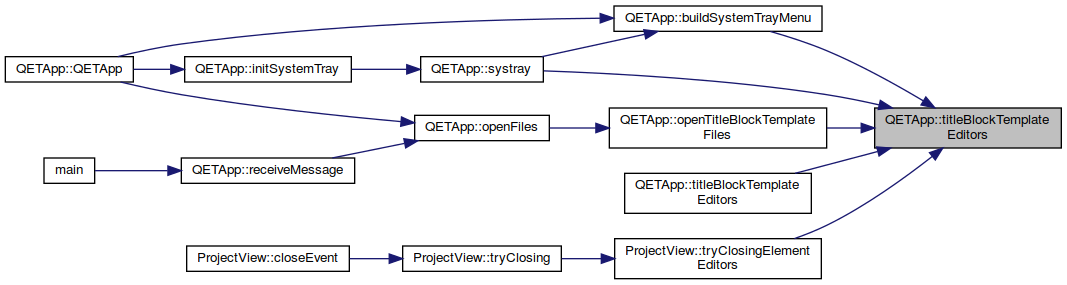 QETApp::buildSystemTrayMenu
QETApp::QETApp
QETApp::initSystemTray
QETApp::systray
QETApp::titleBlockTemplate
Editors
QETApp::openTitleBlockTemplate
Files
QETApp::openFiles
main
QETApp::receiveMessage
QETApp::titleBlockTemplate
Editors
ProjectView::closeEvent
ProjectView::tryClosing
ProjectView::tryClosingElement
Editors